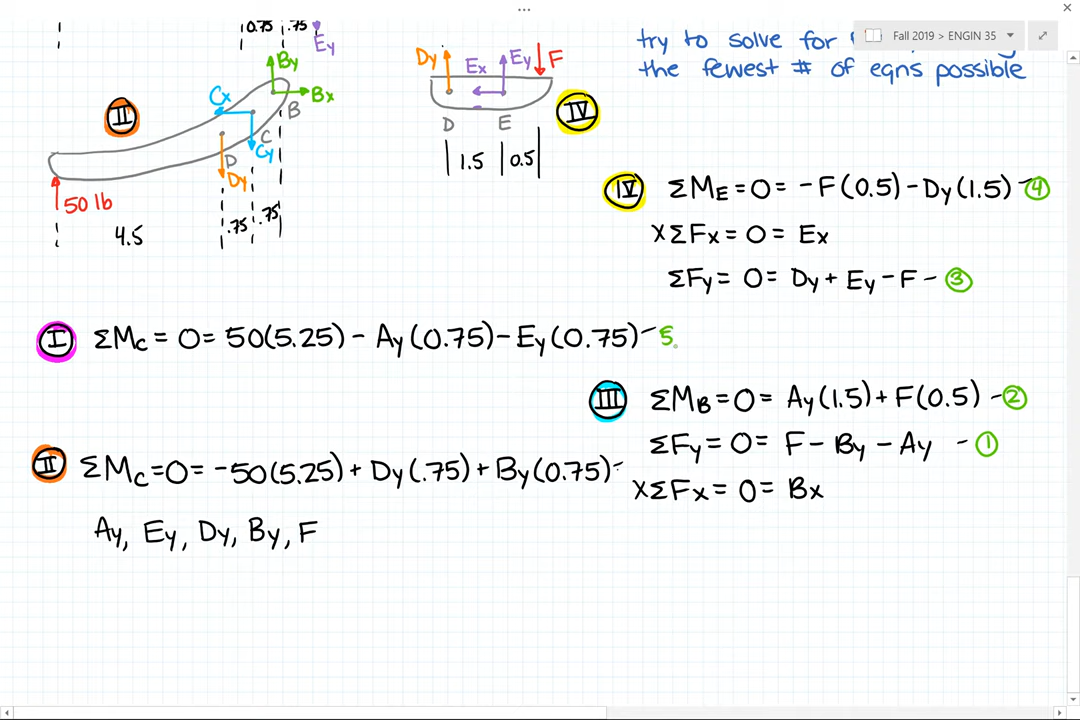 ...
0.75 .75
Ey
By
Bx
Cx
II
B
C
Cy
D
Dy
50 lb
4.5
.75 .75
Dy Ex Ey F
D E
1.5 0.5
IV
try to solve for
the fewest # of eqns possible
Fall 2019 > ENGIN 35
IV ΣM_E = 0 = -F(0.5) - Dy(1.5) - 4
x ΣFx = 0 = Ex
ΣFy = 0 = Dy + Ey - F - 3
I ΣMc = 0 = 50(5.25) - Ay(0.75) - Ey(0.75) - 5
III ΣM_B = 0 = Ay(1.5) + F(0.5) - 2
ΣFy = 0 = F - By - Ay - 1
x ΣFx = 0 = Bx
II ΣMc = 0 = -50(5.25) + Dy(.75) + By(0.75) -
Ay, Ey, Dy, By, F